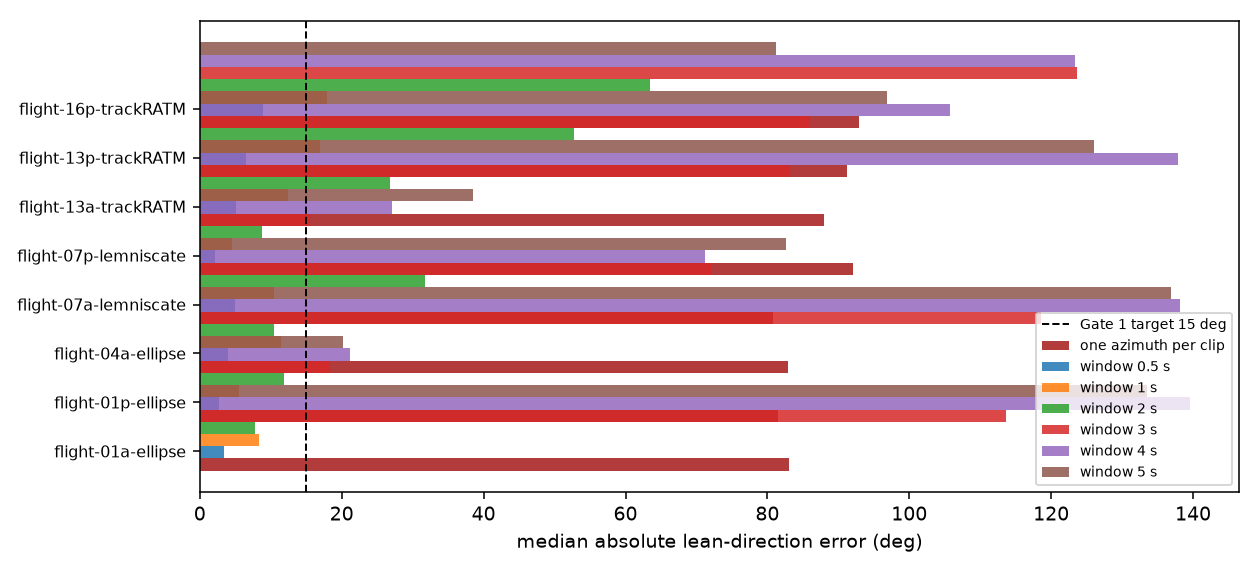 flight-16p-trackRATM
flight-13p-trackRATM
flight-13a-trackRATM
flight-07p-lemniscate
flight-07a-lemniscate
flight-04a-ellipse
flight-01p-ellipse
flight-01a-ellipse
Gate 1 target 15 deg
one azimuth per clip
window 0.5 s
window 1 s
window 2 s
window 3 s
window 4 s
window 5 s
0 20 40 60 80 100 120 140
median absolute lean-direction error (deg)